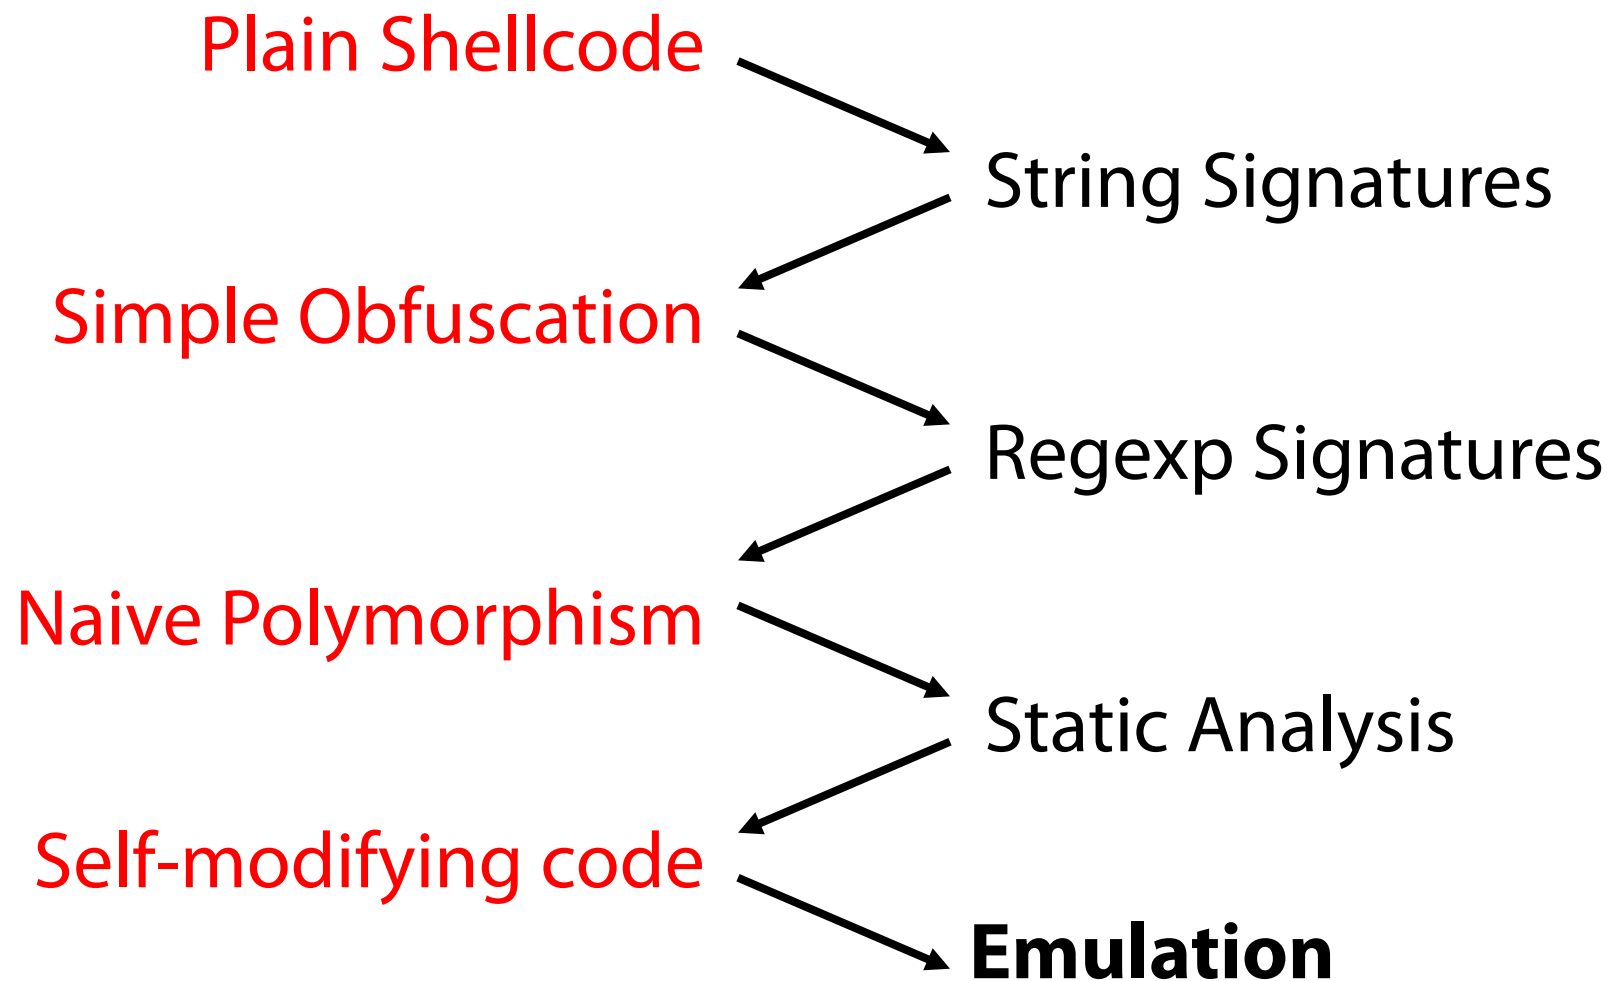 Plain Shellcode
String Signatures
Simple Obfuscation
Regexp Signatures
Naive Polymorphism
Static Analysis
Self-modifying code
Emulation